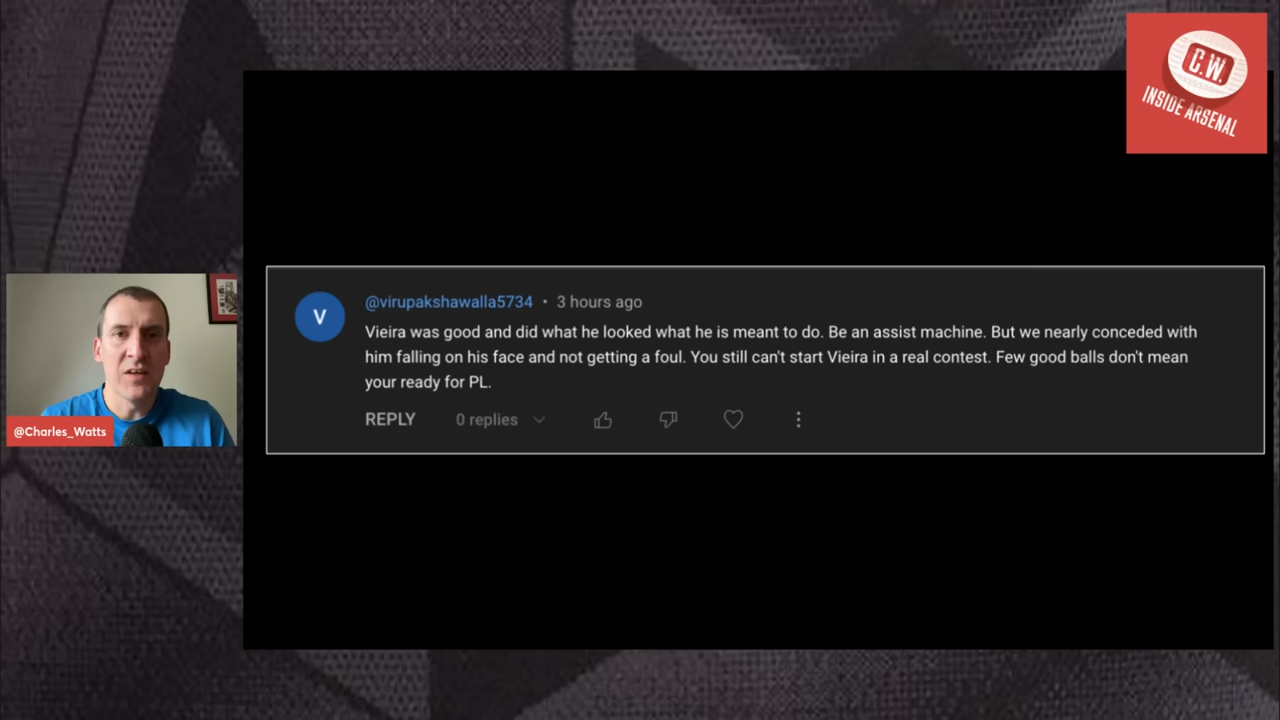 C.W.
INSIDE ARSENAL
V
@virupakshawalla5734 • 3 hours ago
Vieira was good and did what he looked what he is meant to do. Be an assist machine. But we nearly conceded with
him falling on his face and not getting a foul. You still can't start Vieira in a real contest. Few good balls don't mean
your ready for PL.
REPLY 0 replies
@Charles_Watts